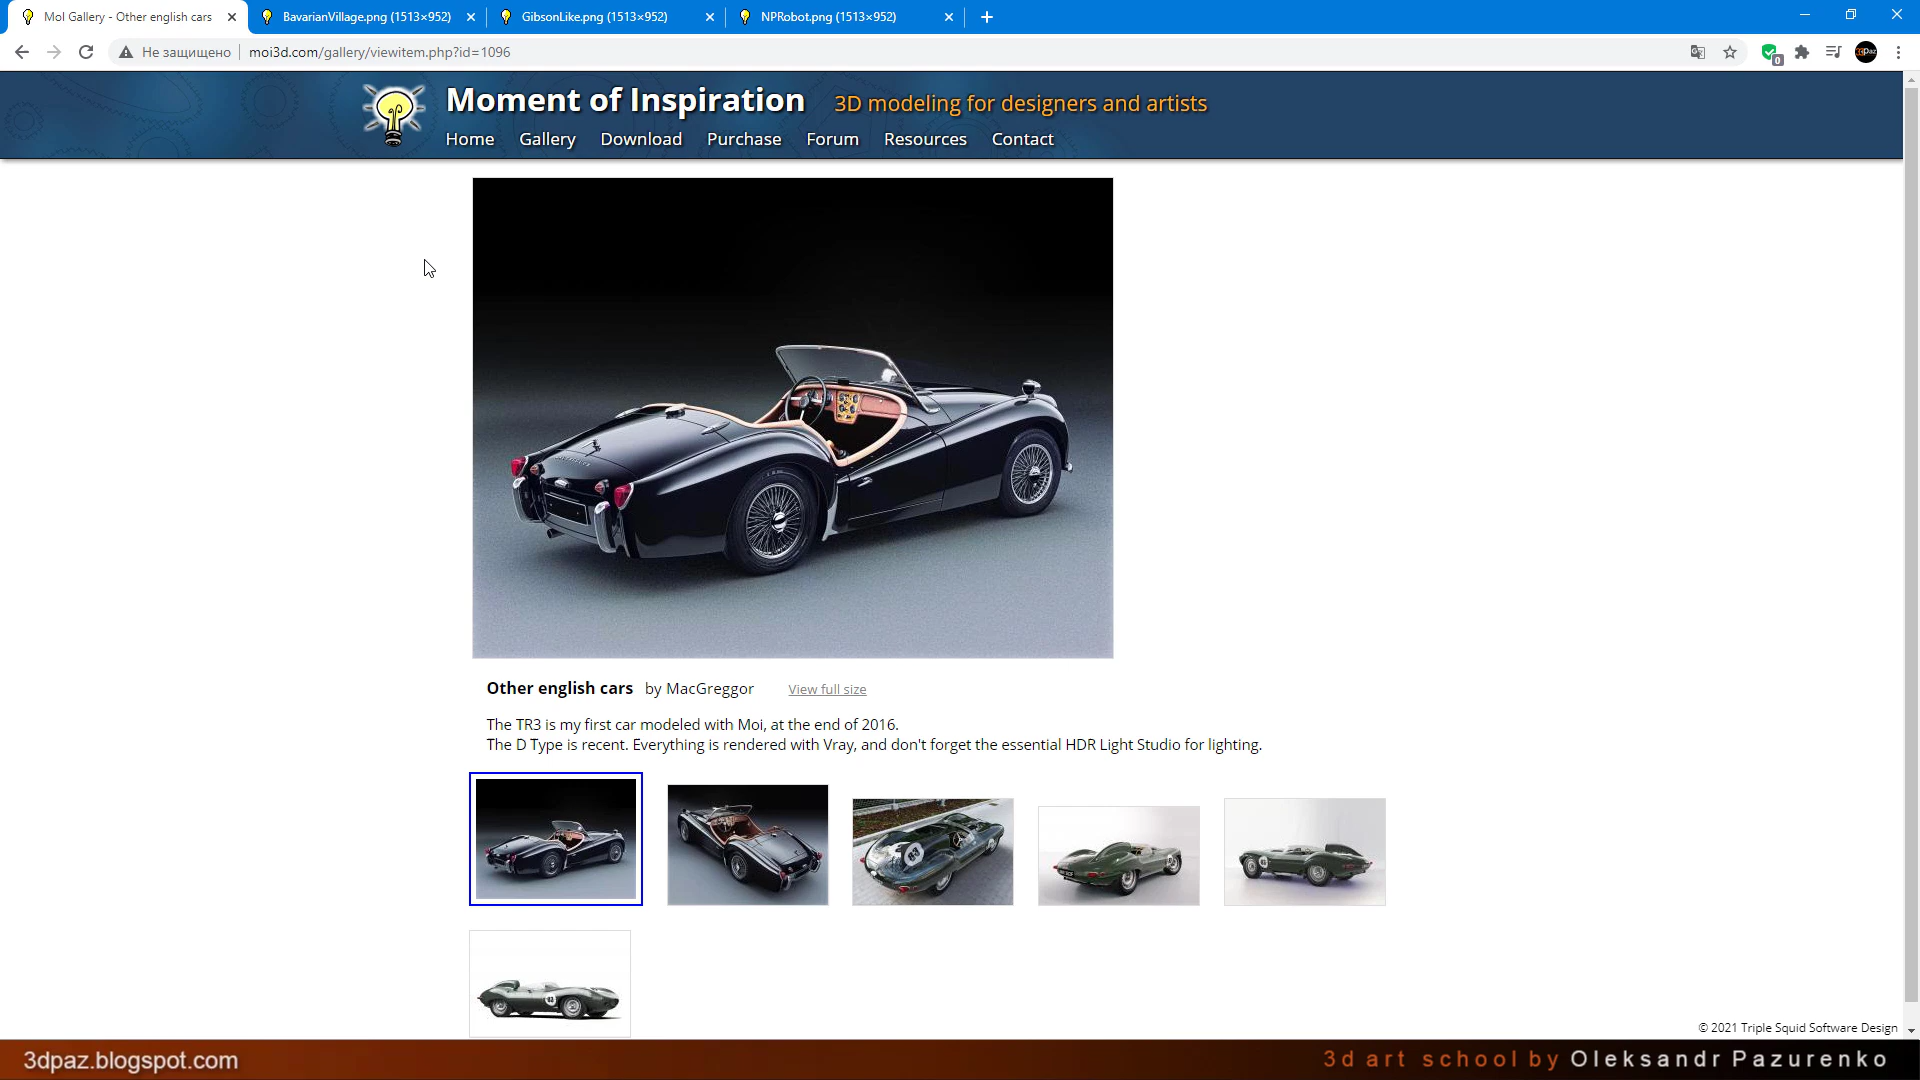 MoI Gallery - Other english cars
BavarianVillage.png (1513×952)
GibsonLike.png (1513×952)
NPRobot.png (1513×952)
Не защищено
moi3d.com/gallery/viewitem.php?id=1096
0
Moment of Inspiration
3D modeling for designers and artists
Home Gallery Download Purchase Forum Resources Contact
Other english cars by MacGreggor View full size
The TR3 is my first car modeled with Moi, at the end of 2016.
The D Type is recent. Everything is rendered with Vray, and don't forget the essential HDR Light Studio for lighting.
© 2021 Triple Squid Software Design
3dpaz.blogspot.com
3d art school by Oleksandr Pazurenko